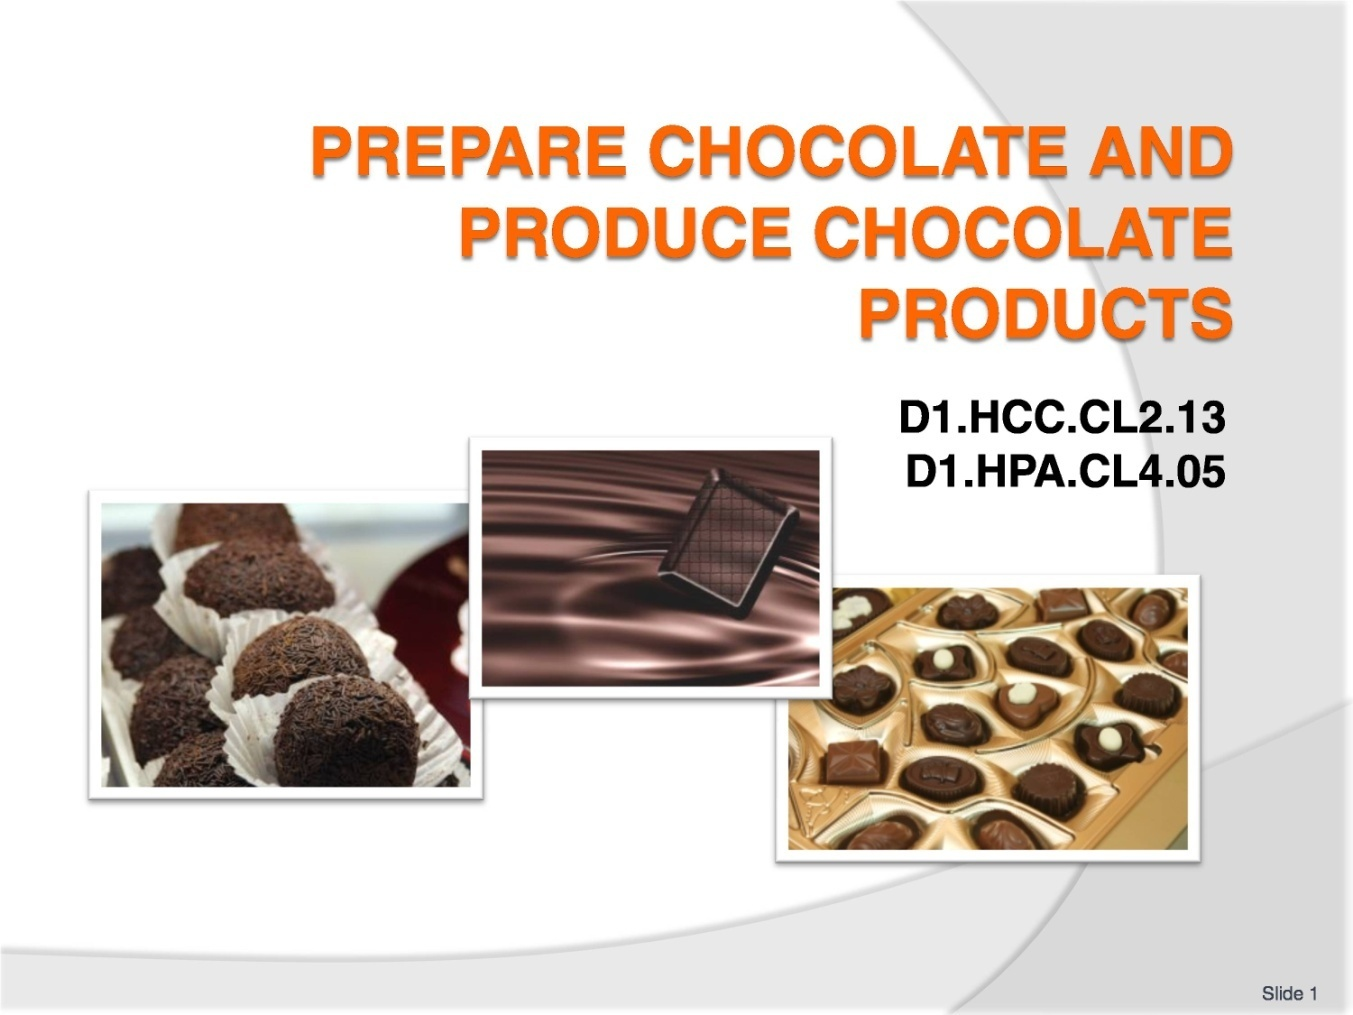 PREPARE CHOCOLATE AND
PRODUCE CHOCOLATE
PRODUCTS
D1.HCC.CL2.13
D1.HPA.CL4.05
Slide 1